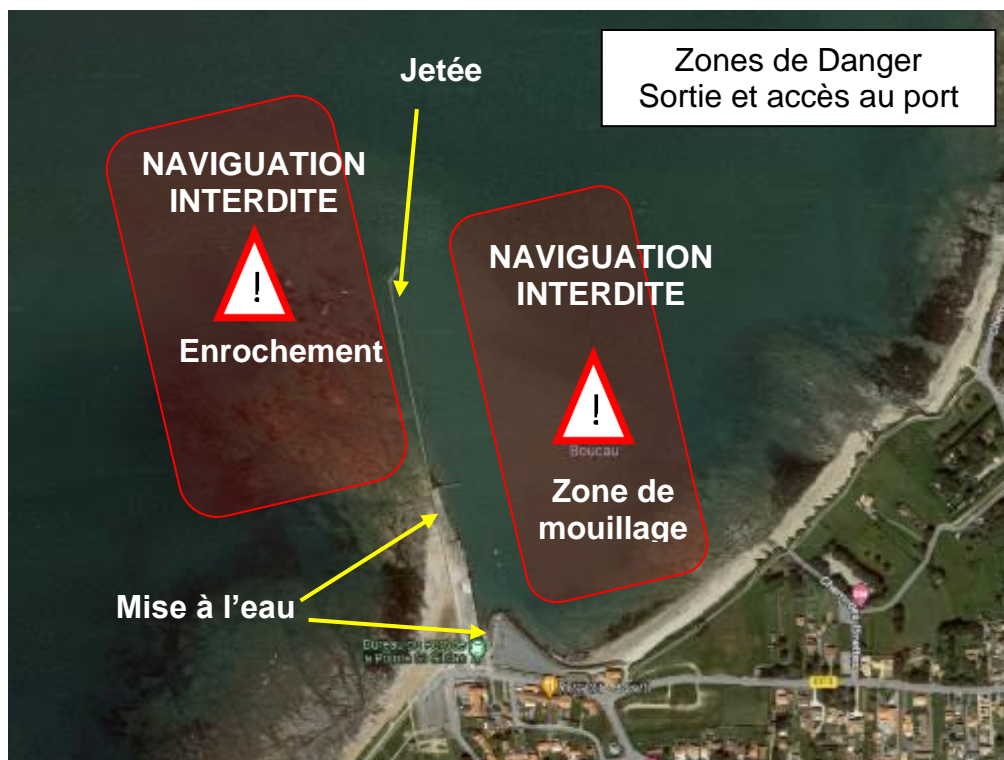 Zones de Danger
Sortie et accès au port
Jetée
NAVIGUATION
INTERDITE
!
Enrochement
NAVIGUATION
INTERDITE
!
Boucau
Zone de
mouillage
Mise à l’eau
Bureau